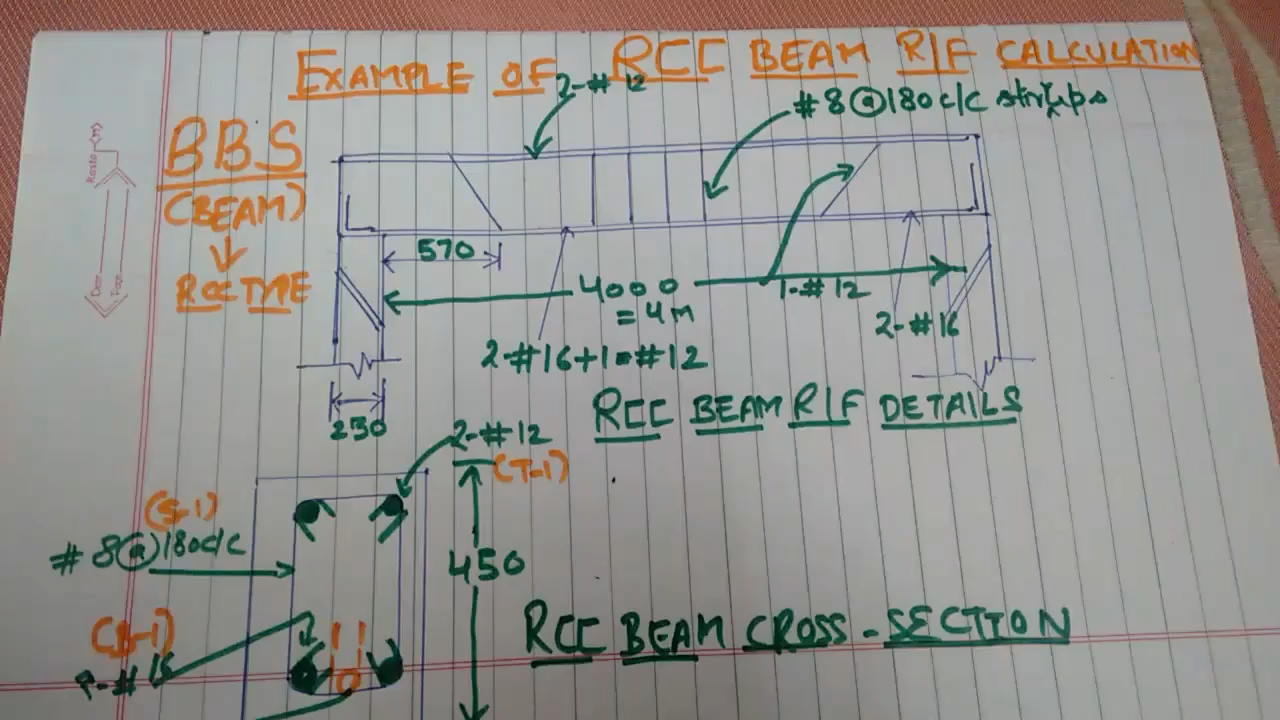 EXAMPLE OF RCC BEAM R/F CALCULATION
2-#12
#8@180c/c stirrups
BBS
(BEAM)
RCC TYPE
570
4000
= 4m
1-#12
2-#16
2-#16+1-#12
230
RCC BEAM R/F DETAILS
2-#12
(T-1)
(S-1)
#8@180c/c
450
(B-1)
RCC BEAM CROSS-SECTION